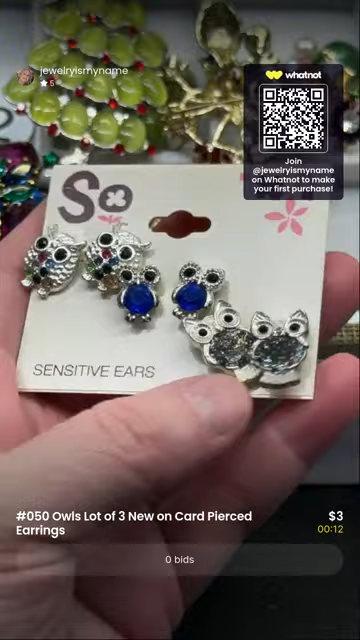 jewelryismyname
★ 5
whatnot
Join
@jewelryismyname
on Whatnot to make
your first purchase!
So
SENSITIVE EARS
#050 Owls Lot of 3 New on Card Pierced
Earrings
$3
00:12
0 bids